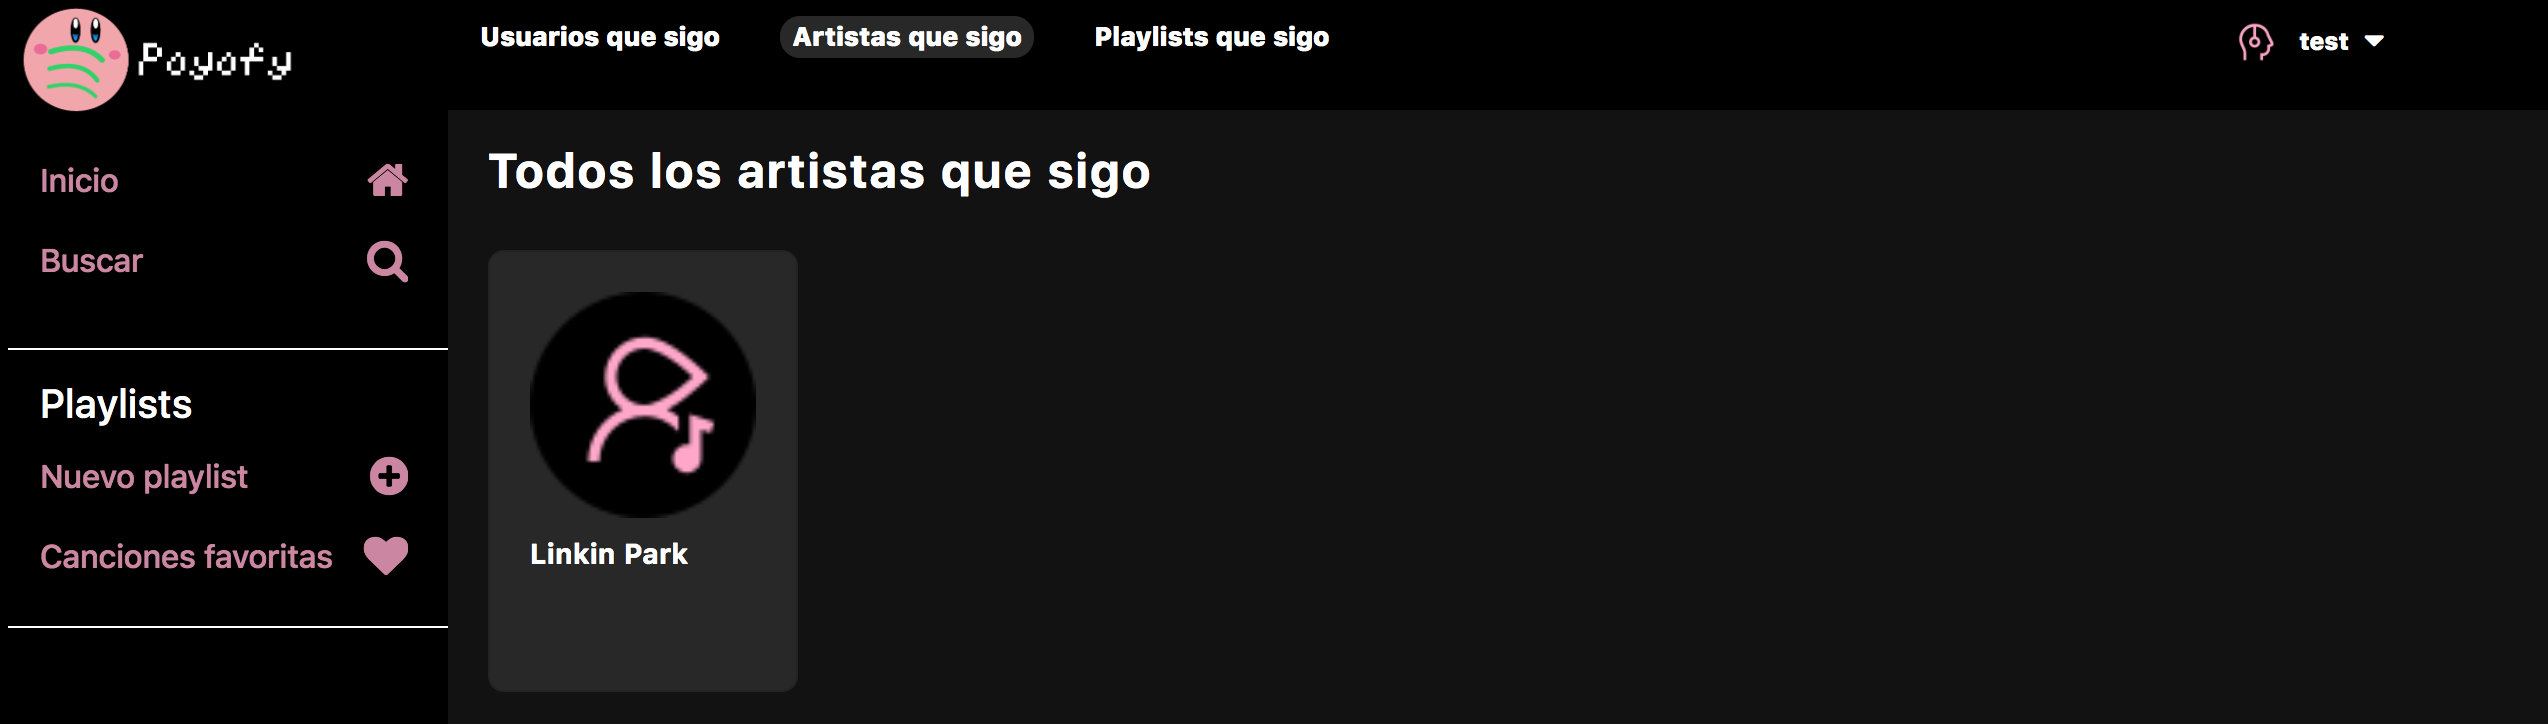 Poyofy
Usuarios que sigo
Artistas que sigo
Playlists que sigo
test
Inicio
Buscar
Playlists
Nuevo playlist
Canciones favoritas
Todos los artistas que sigo
Linkin Park